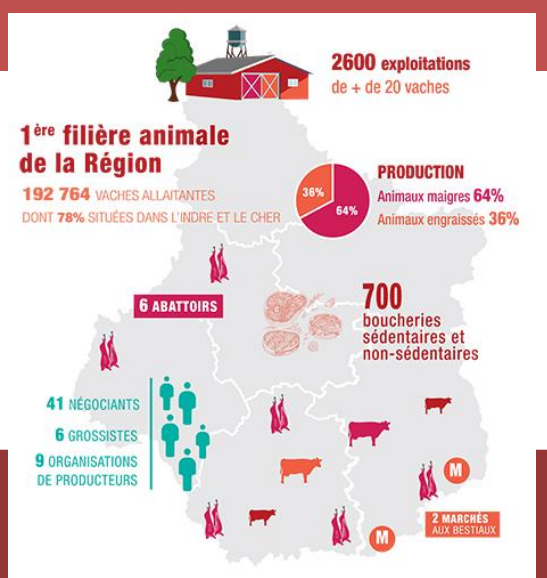 2600 exploitations
de + de 20 vaches
1ère filière animale
de la Région
192 764 VACHES ALLAITANTES
DONT 78% SITUÉES DANS L'INDRE ET LE CHER
36%
64%
PRODUCTION
Animaux maigres 64%
Animaux engraissés 36%
6 ABATTOIRS
700
boucheries
sédentaires et
non-sédentaires
41 NÉGOCIANTS
6 GROSSISTES
9 ORGANISATIONS
DE PRODUCTEURS
M
2 MARCHÉS
AUX BESTIAUX
M